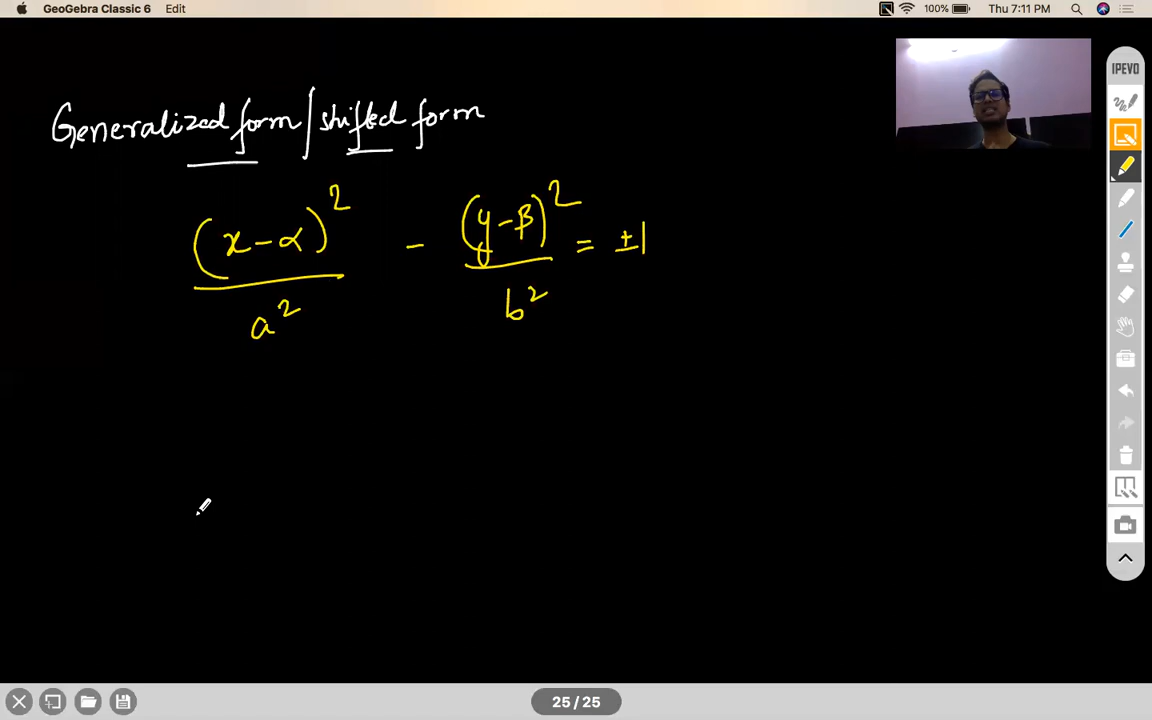 GeoGebra Classic 6 Edit 100% Thu 7:11 PM
IPEVO
Generalized form / shifted form
(x-α)²/a² - (y-β)²/b² = ±1
25 / 25